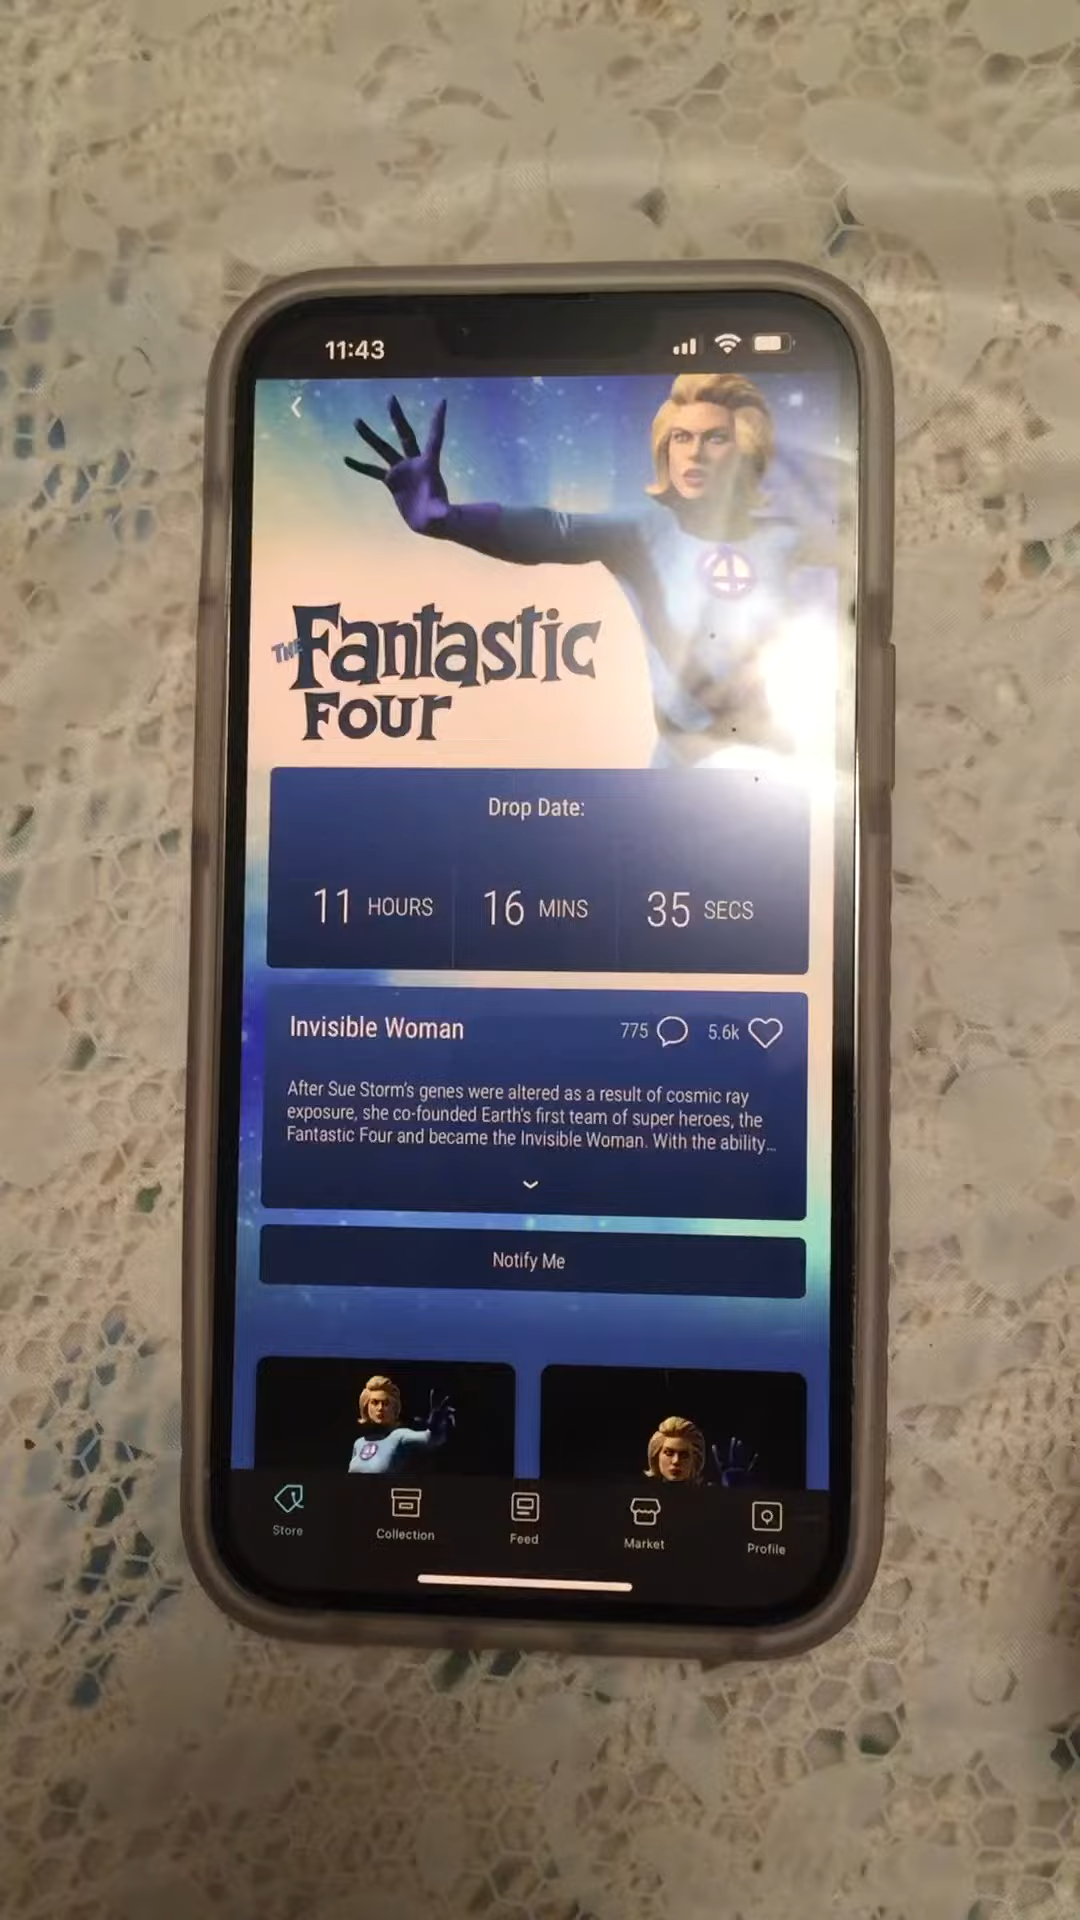 11:43
THE Fantastic
Four
Drop Date:
11 HOURS 16 MINS 35 SECS
Invisible Woman 775 5.6k
After Sue Storm's genes were altered as a result of cosmic ray
exposure, she co-founded Earth's first team of super heroes, the
Fantastic Four and became the Invisible Woman. With the ability...
Notify Me
Store Collection Feed Market Profile